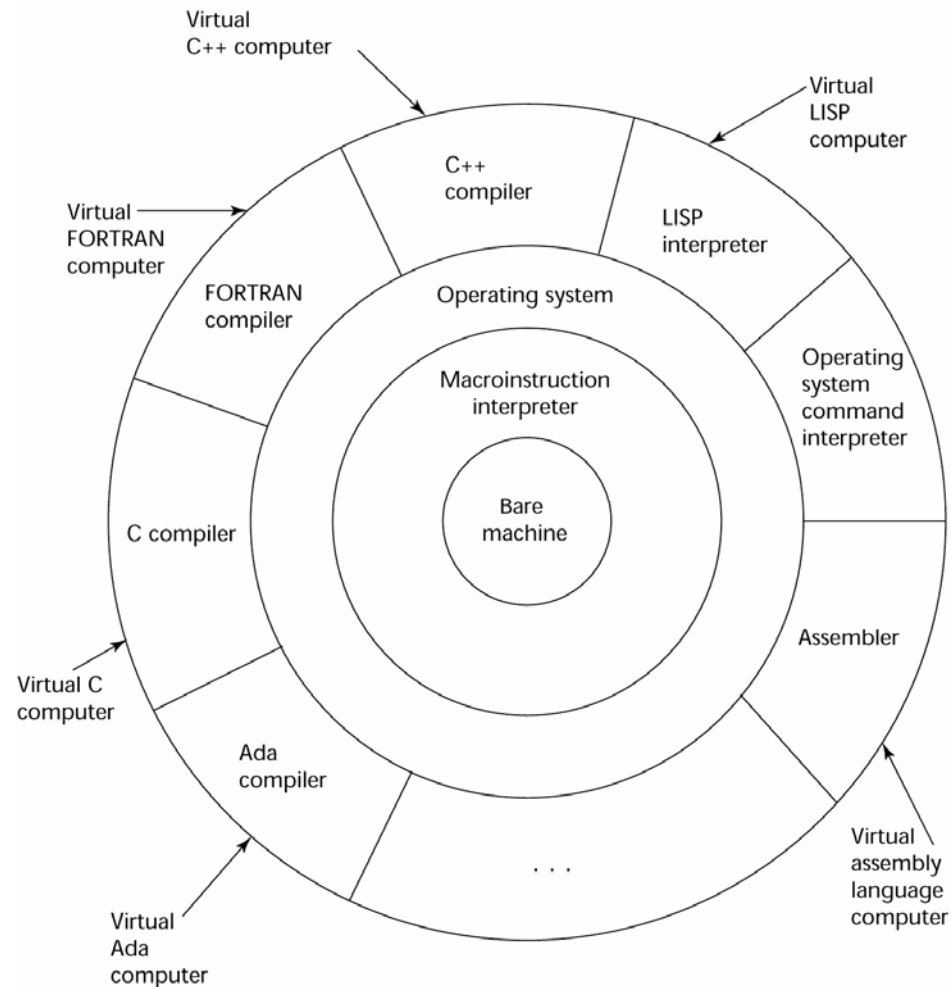 Virtual
C++ computer
Virtual
LISP
computer
C++
compiler
LISP
interpreter
Virtual
FORTRAN
computer
FORTRAN
compiler
Operating system
Operating
system
command
interpreter
Macroinstruction
interpreter
Bare
machine
C compiler
Assembler
Virtual C
computer
Ada
compiler
. . .
Virtual
assembly
language
computer
Virtual
Ada
computer